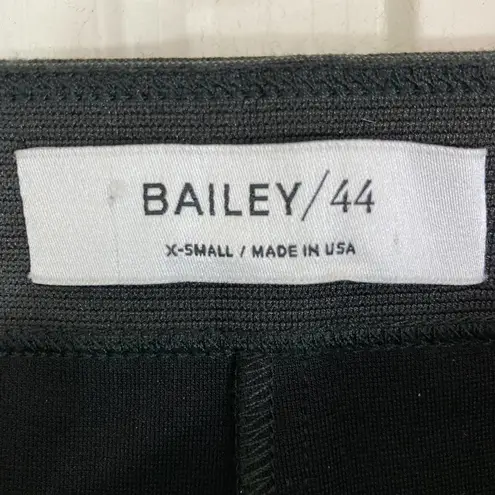 BAILEY/44
X-SMALL / MADE IN USA